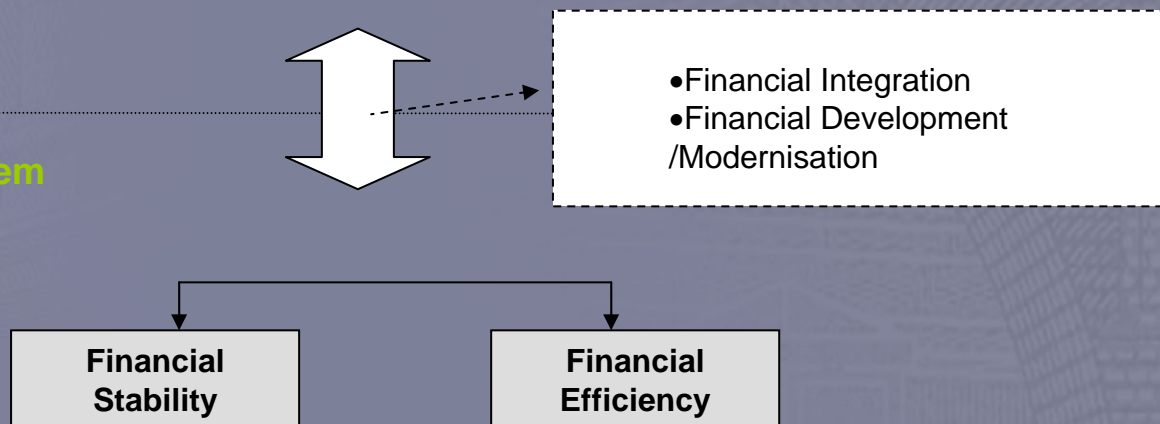 •Financial Integration
•Financial Development
/Modernisation
em
Financial
Stability
Financial
Efficiency